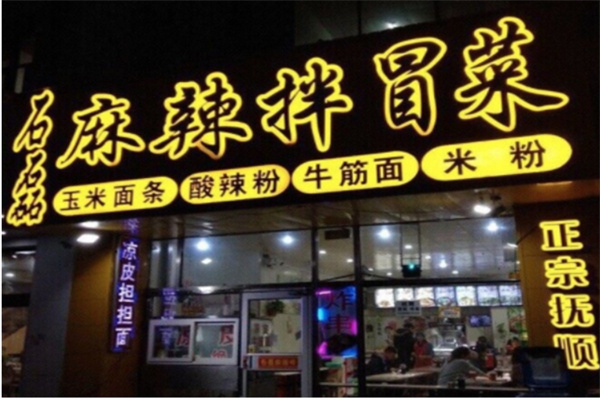 石磊
麻辣拌冒菜
玉米面条 酸辣粉 牛筋面 米粉
凉皮担担面
正宗抚顺